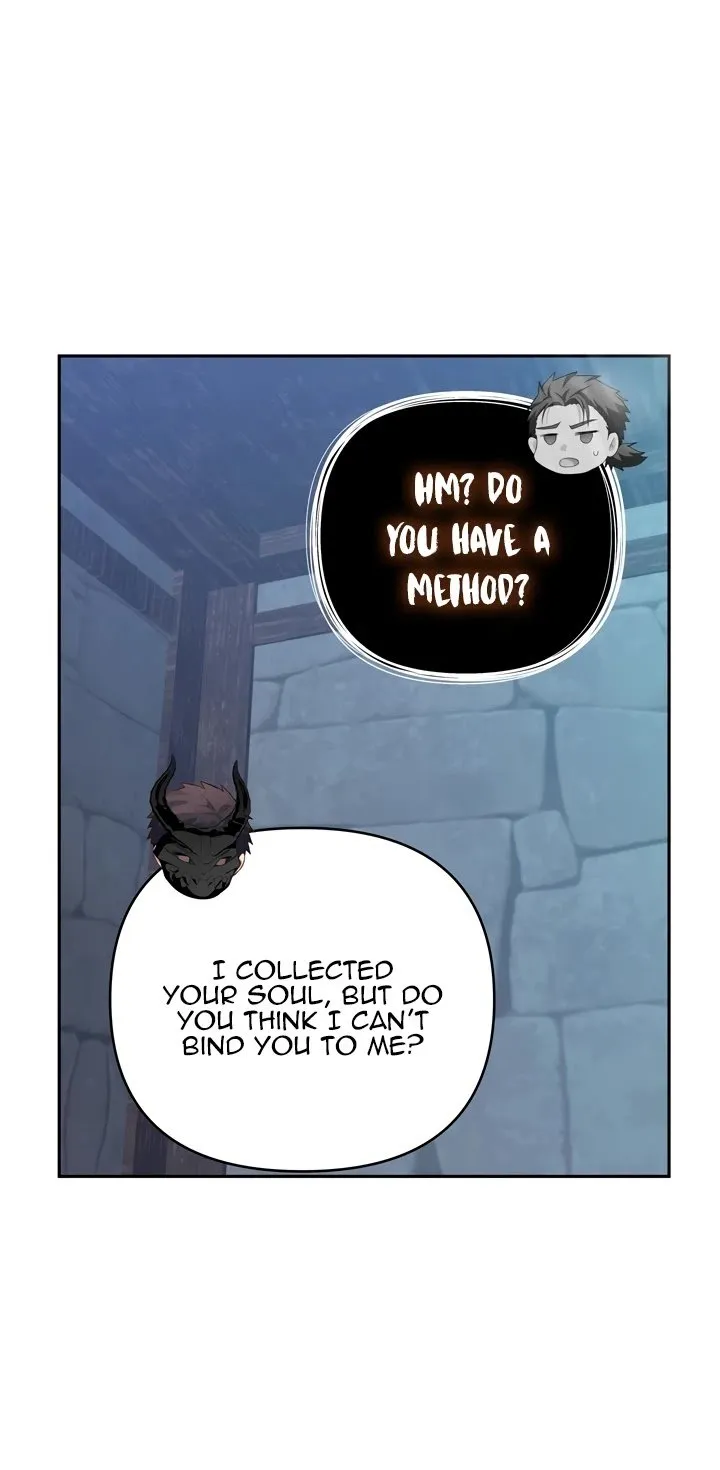 HM? DO
YOU HAVE A
METHOD?
I COLLECTED
YOUR SOUL, BUT DO
YOU THINK I CAN'T
BIND YOU TO ME?